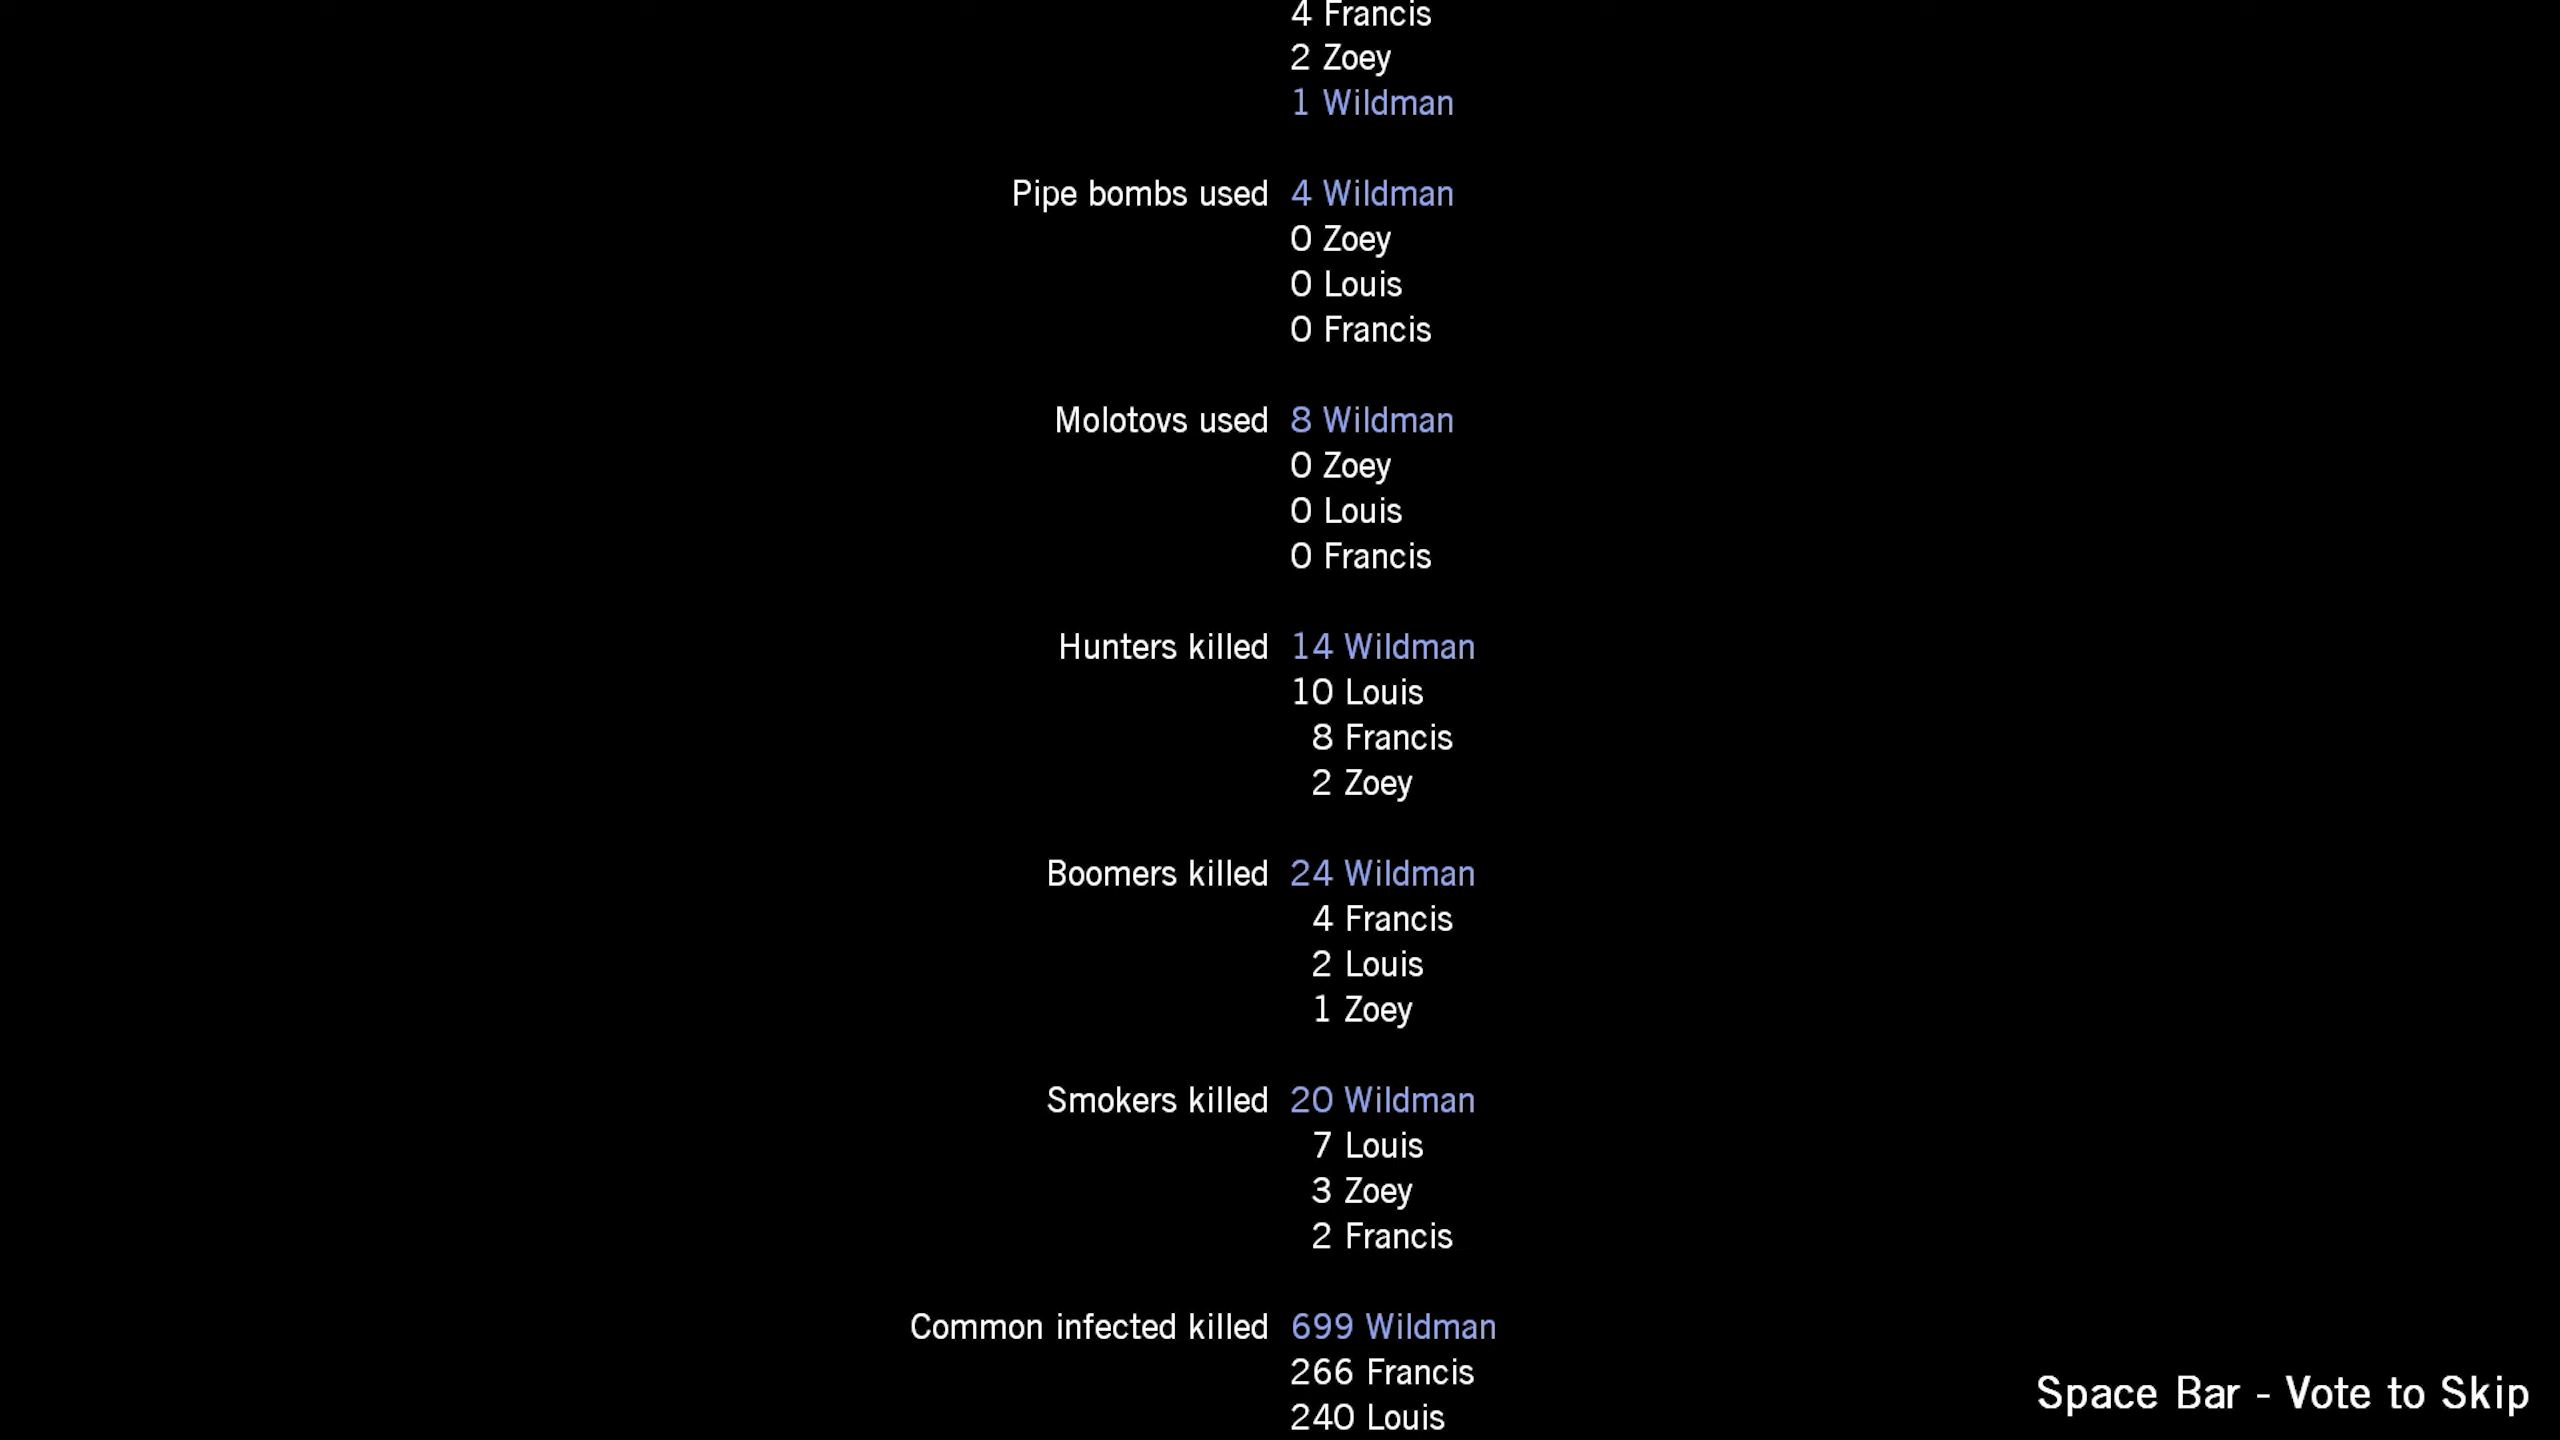 4 Francis
2 Zoey
1 Wildman
Pipe bombs used 4 Wildman
0 Zoey
0 Louis
0 Francis
Molotovs used 8 Wildman
0 Zoey
0 Louis
0 Francis
Hunters killed 14 Wildman
10 Louis
8 Francis
2 Zoey
Boomers killed 24 Wildman
4 Francis
2 Louis
1 Zoey
Smokers killed 20 Wildman
7 Louis
3 Zoey
2 Francis
Common infected killed 699 Wildman
266 Francis
240 Louis
Space Bar - Vote to Skip